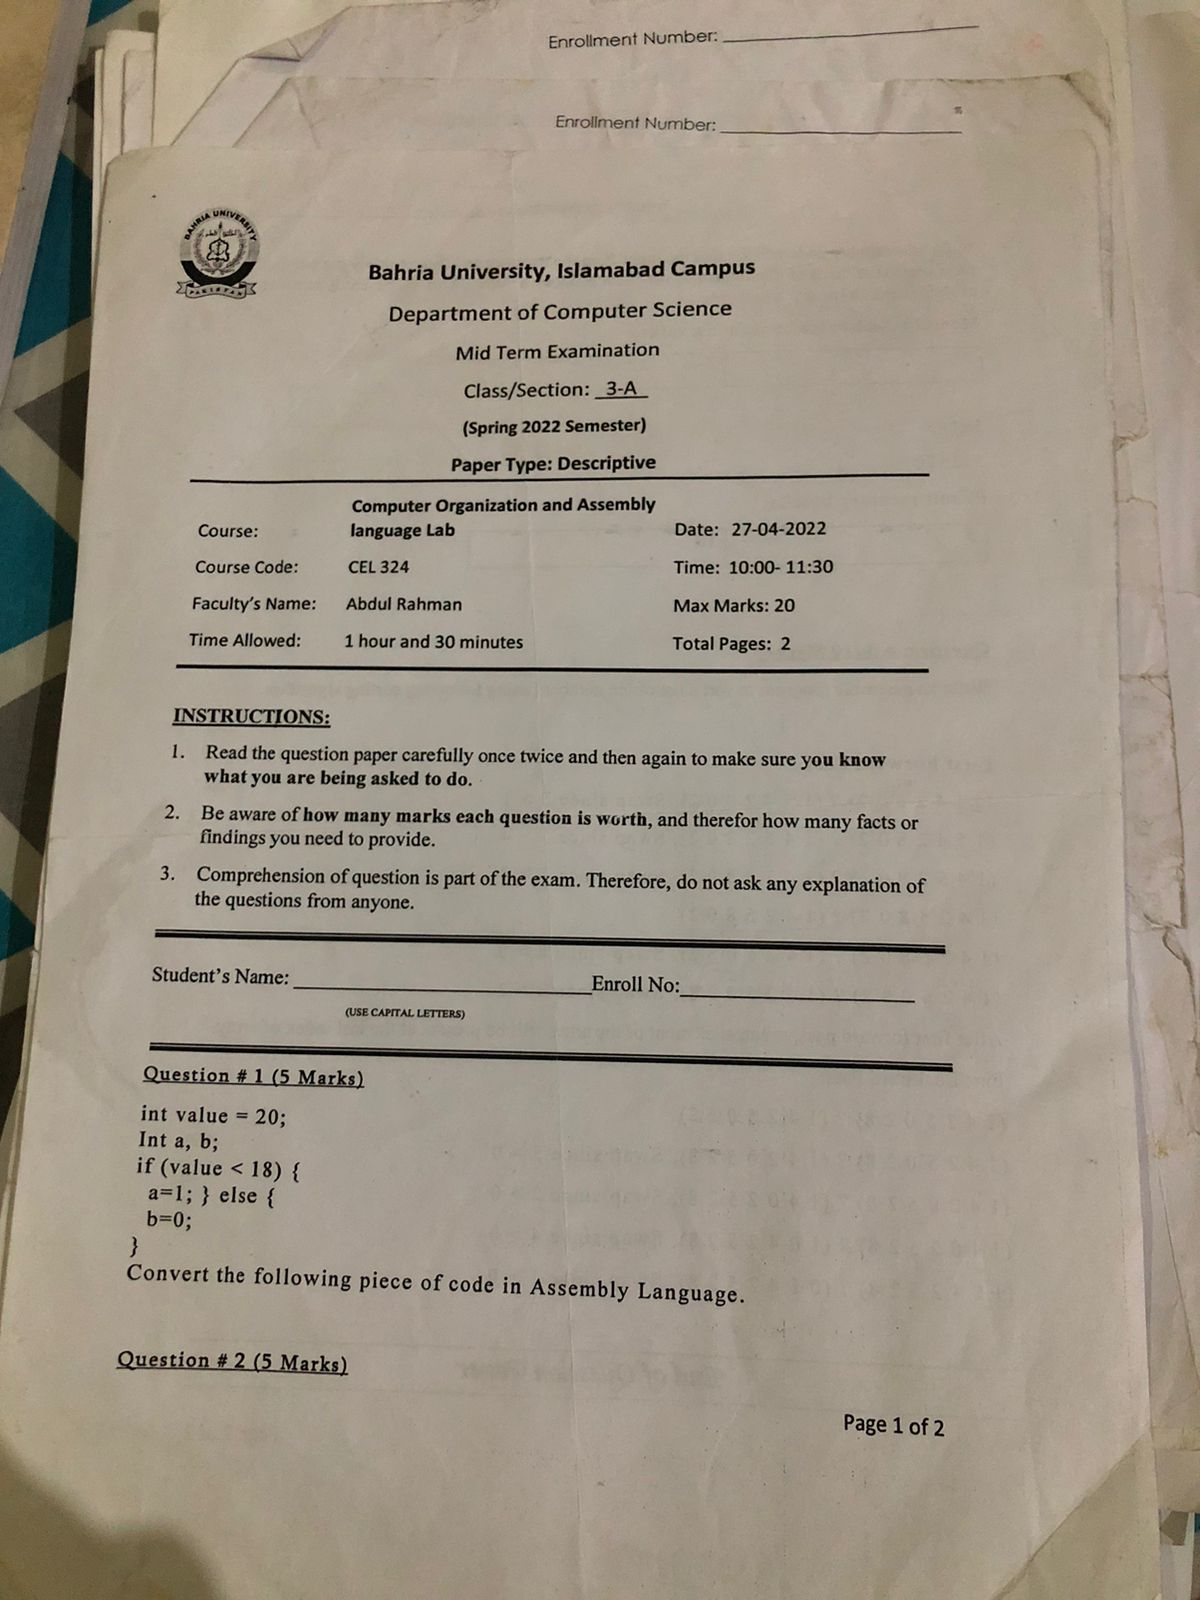 Enrollment Number:
Enrollment Number:
BAHRIA UNIVERSITY
PAKISTAN
Bahria University, Islamabad Campus
Department of Computer Science
Mid Term Examination
Class/Section: 3-A
(Spring 2022 Semester)
Paper Type: Descriptive
Computer Organization and Assembly
Course: language Lab Date: 27-04-2022
Course Code: CEL 324 Time: 10:00- 11:30
Faculty's Name: Abdul Rahman Max Marks: 20
Time Allowed: 1 hour and 30 minutes Total Pages: 2
INSTRUCTIONS:
1. Read the question paper carefully once twice and then again to make sure you know
what you are being asked to do.
2. Be aware of how many marks each question is worth, and therefor how many facts or
findings you need to provide.
3. Comprehension of question is part of the exam. Therefore, do not ask any explanation of
the questions from anyone.
Student's Name: Enroll No:
(USE CAPITAL LETTERS)
Question # 1 (5 Marks)
int value = 20;
Int a, b;
if (value < 18) {
a=1; } else {
b=0;
}
Convert the following piece of code in Assembly Language.
Question # 2 (5 Marks)
Page 1 of 2